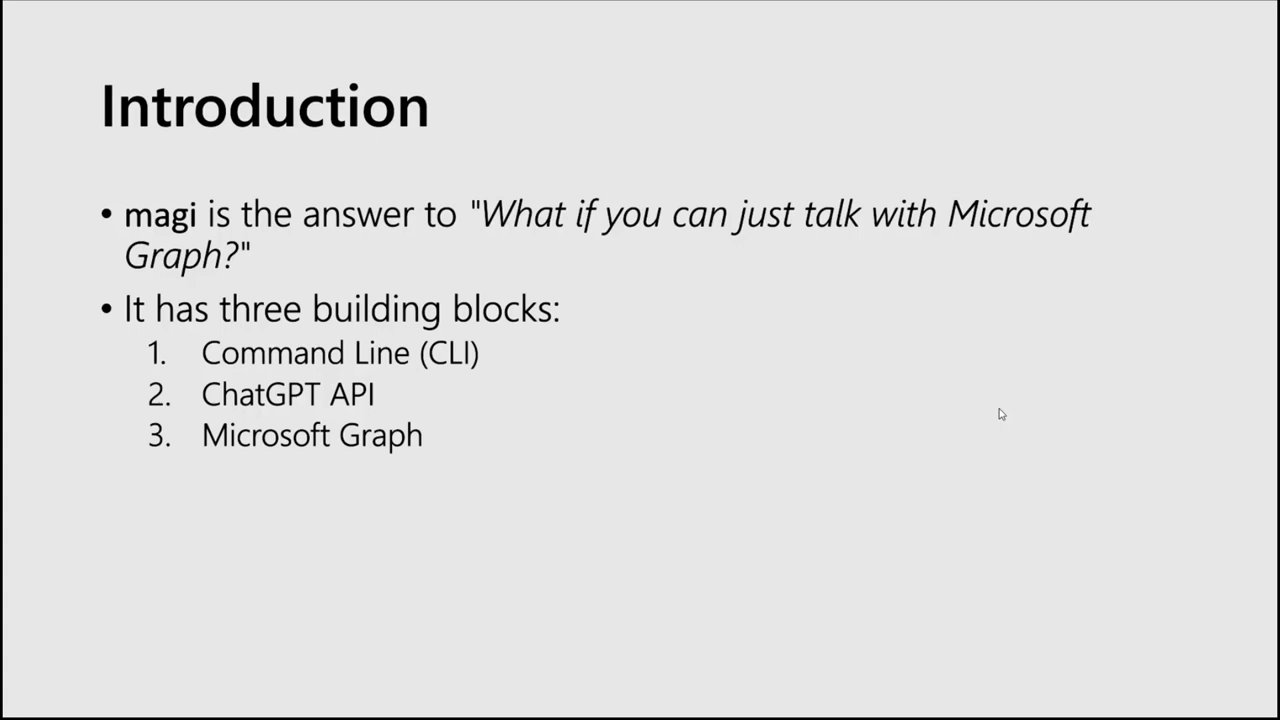 Introduction
• magi is the answer to "What if you can just talk with Microsoft
Graph?"
• It has three building blocks:
1. Command Line (CLI)
2. ChatGPT API
3. Microsoft Graph